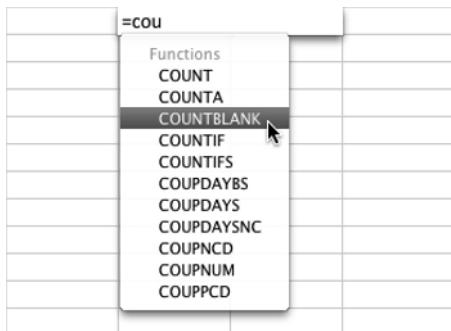 =cou
Functions
COUNT
COUNTA
COUNTBLANK
COUNTIF
COUNTIFS
COUPDAYBS
COUPDAYS
COUPDAYSNC
COUPNCD
COUPNUM
COUPPCD